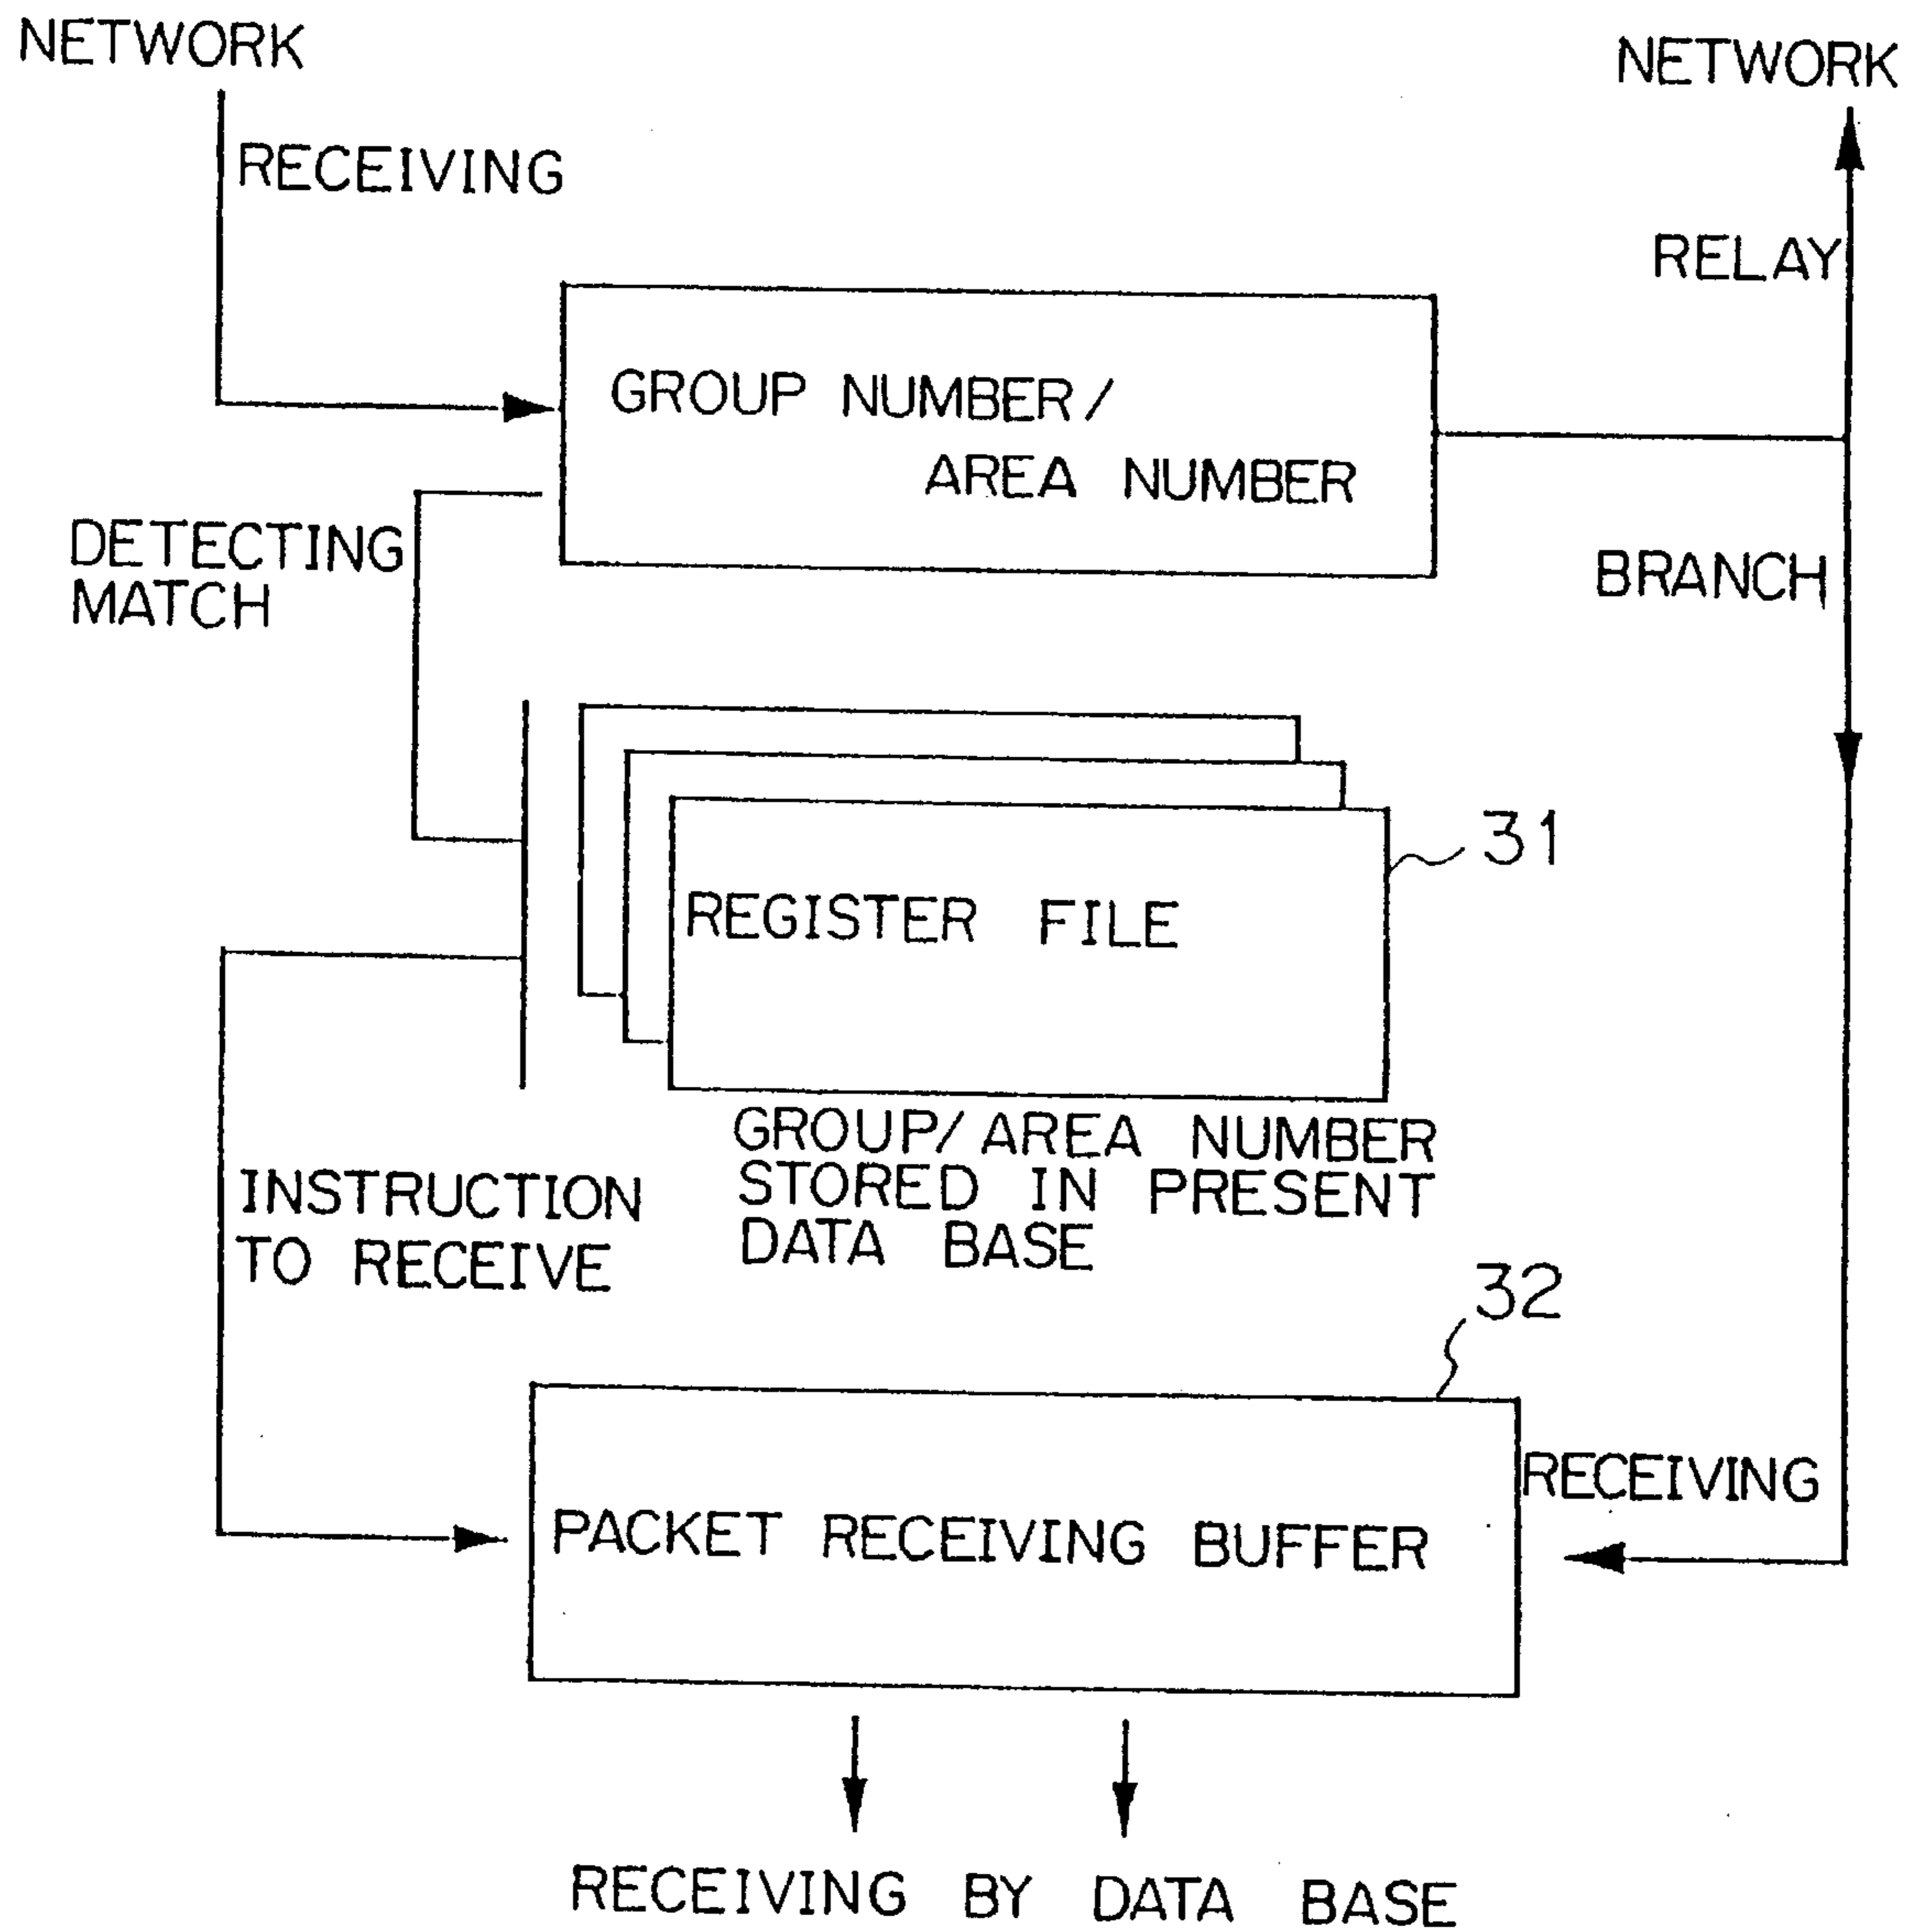 NETWORK
NETWORK
RECEIVING
RELAY
GROUP NUMBER/
AREA NUMBER
DETECTING
MATCH
BRANCH
31
REGISTER FILE
GROUP/AREA NUMBER
STORED IN PRESENT
DATA BASE
INSTRUCTION
TO RECEIVE
32
RECEIVING
PACKET RECEIVING BUFFER
RECEIVING BY DATA BASE